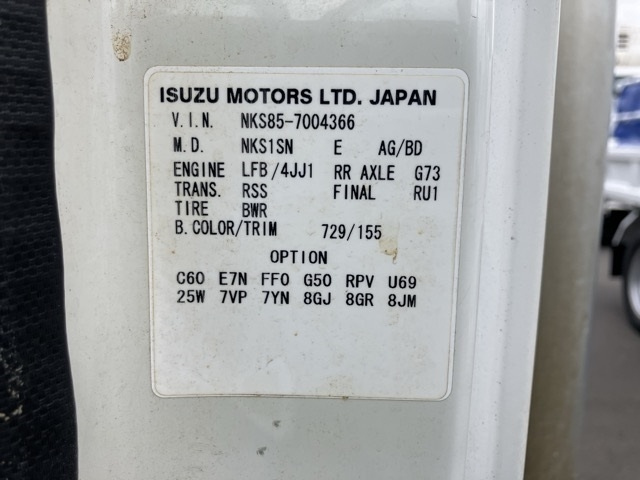 ISUZU MOTORS LTD. JAPAN
V.I.N. NKS85-7004366
M.D. NKS1SN E AG/BD
ENGINE LFB/4JJ1 RR AXLE G73
TRANS. RSS FINAL RU1
TIRE BWR
B.COLOR/TRIM 729/155
OPTION
C60 E7N FF0 G50 RPV U69
25W 7VP 7YN 8GJ 8GR 8JM